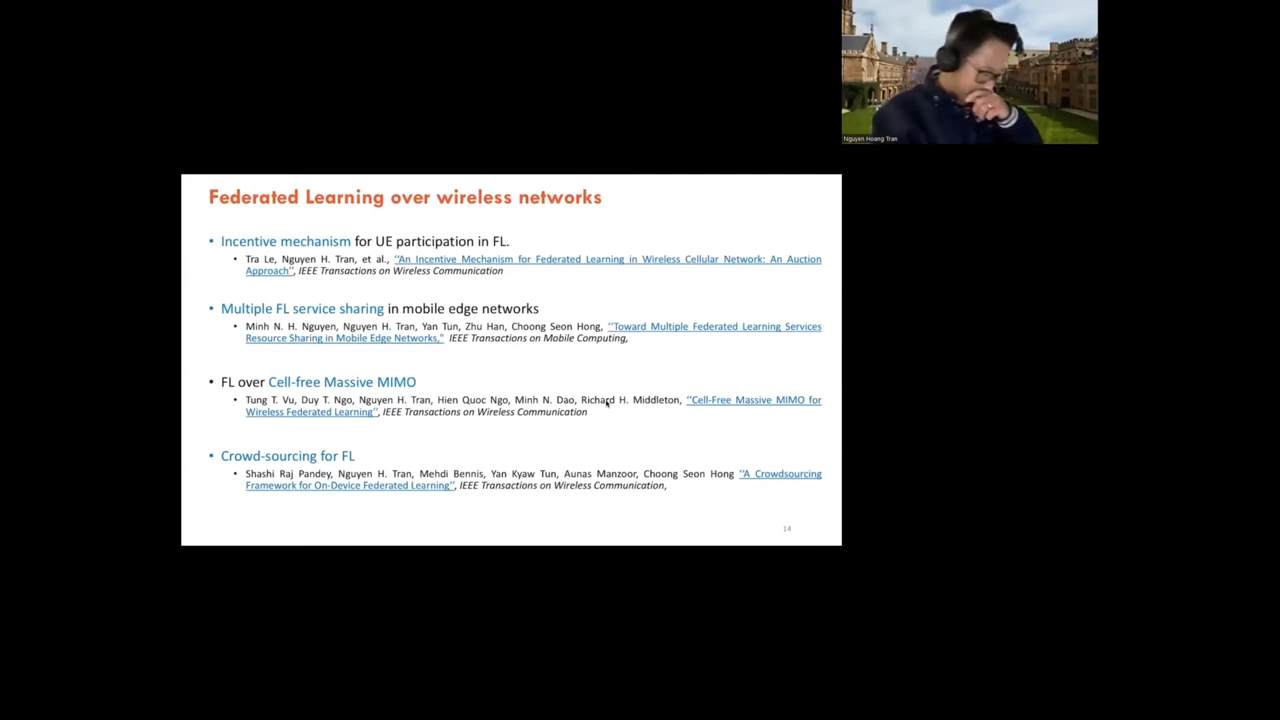 Nguyen Hoang Tran
Federated Learning over wireless networks
• Incentive mechanism for UE participation in FL.
• Tra Le, Nguyen H. Tran, et al., “An Incentive Mechanism for Federated Learning in Wireless Cellular Network: An Auction
Approach”, IEEE Transactions on Wireless Communication
• Multiple FL service sharing in mobile edge networks
• Minh N. H. Nguyen, Nguyen H. Tran, Yan Tun, Zhu Han, Choong Seon Hong, “Toward Multiple Federated Learning Services
Resource Sharing in Mobile Edge Networks,” IEEE Transactions on Mobile Computing,
• FL over Cell-free Massive MIMO
• Tung T. Vu, Duy T. Ngo, Nguyen H. Tran, Hien Quoc Ngo, Minh N. Dao, Richard H. Middleton, “Cell-Free Massive MIMO for
Wireless Federated Learning”, IEEE Transactions on Wireless Communication
• Crowd-sourcing for FL
• Shashi Raj Pandey, Nguyen H. Tran, Mehdi Bennis, Yan Kyaw Tun, Aunas Manzoor, Choong Seon Hong “A Crowdsourcing
Framework for On-Device Federated Learning”, IEEE Transactions on Wireless Communication,
14